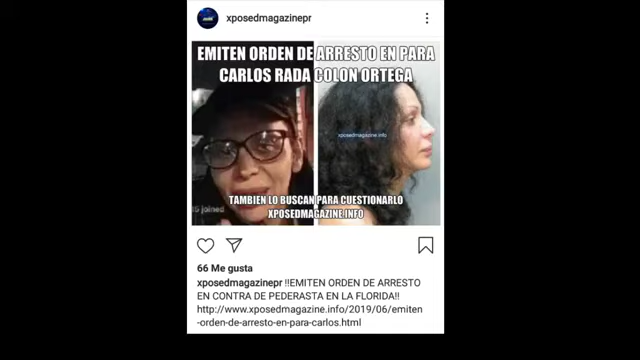 xposedmagazinepr
EMITEN ORDEN DE ARRESTO EN PARA
CARLOS RADA COLON ORTEGA
xposedmagazine.info
joined
TAMBIEN LO BUSCAN PARA CUESTIONARLO
XPOSEDMAGAZINE.INFO
66 Me gusta
xposedmagazinepr !!EMITEN ORDEN DE ARRESTO
EN CONTRA DE PEDERASTA EN LA FLORIDA!!
http://www.xposedmagazine.info/2019/06/emiten
-orden-de-arresto-en-para-carlos.html